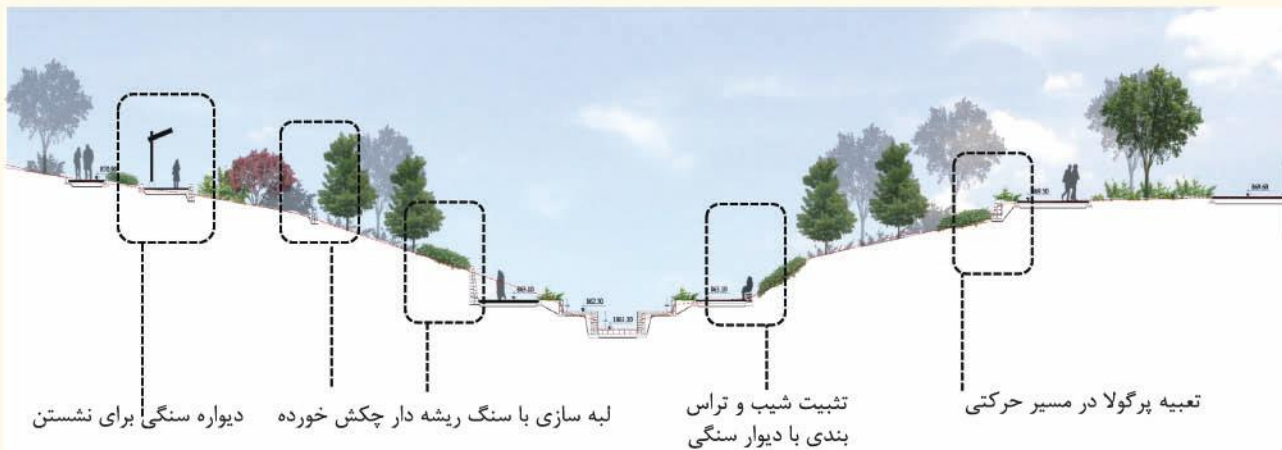 تعبیه پرگولا در مسیر حرکتی
تثبیت شیب و تراس
بندی با دیوار سنگی
لبه سازی با سنگ ریشه دار چکش خورده
دیواره سنگی برای نشستن